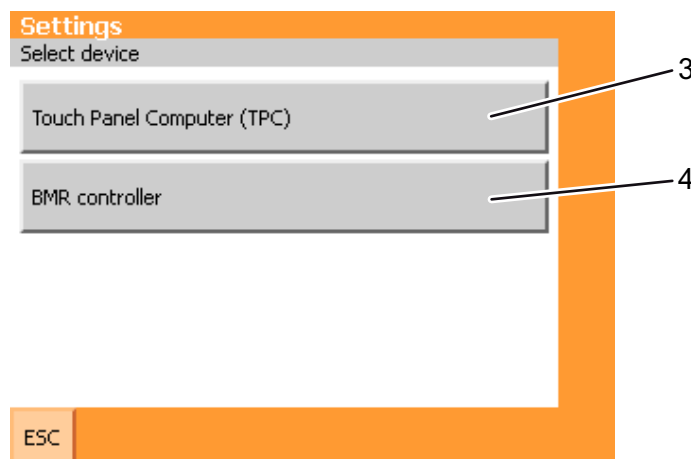 Settings
Select device
Touch Panel Computer (TPC)
3
BMR controller
4
ESC